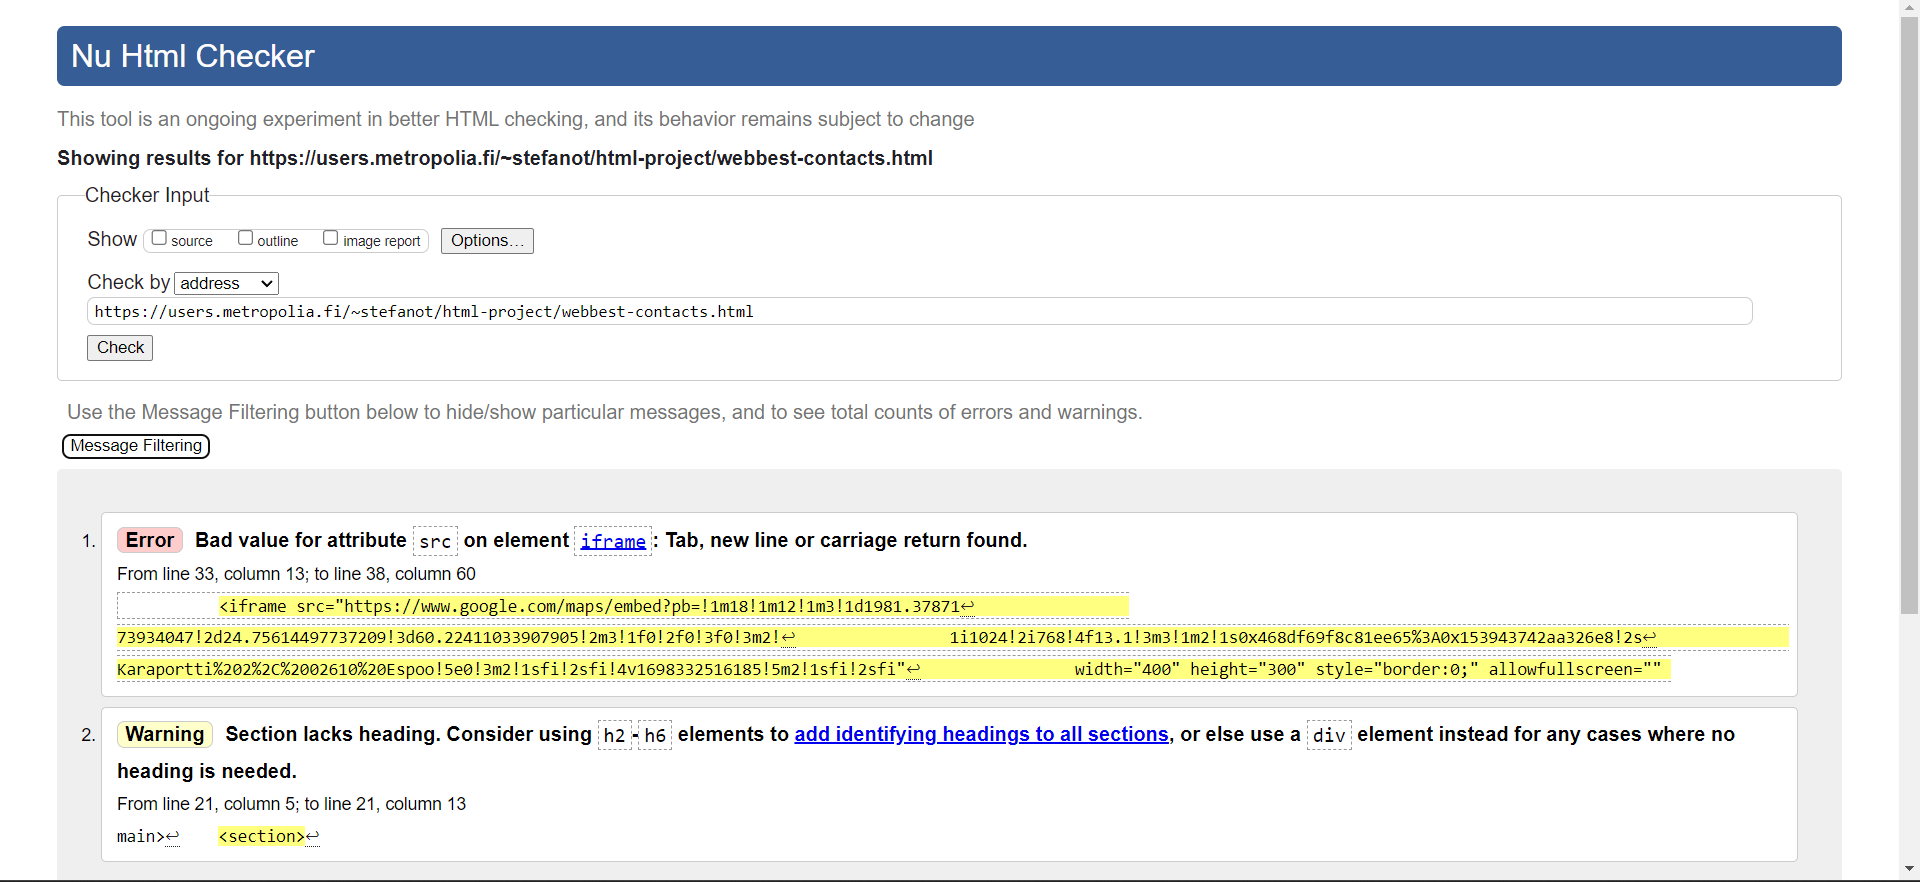 Nu Html Checker
This tool is an ongoing experiment in better HTML checking, and its behavior remains subject to change
Showing results for https://users.metropolia.fi/~stefanot/html-project/webbest-contacts.html
Checker Input
Show source outline image report Options...
Check by address
https://users.metropolia.fi/~stefanot/html-project/webbest-contacts.html
Check
Use the Message Filtering button below to hide/show particular messages, and to see total counts of errors and warnings.
Message Filtering
1. Error Bad value for attribute src on element iframe: Tab, new line or carriage return found.
From line 33, column 13; to line 38, column 60
<iframe src="https://www.google.com/maps/embed?pb=!1m18!1m12!1m3!1d1981.37871↩
73934047!2d24.75614497737209!3d60.22411033907905!2m3!1f0!2f0!3f0!3m2!↩ 1i1024!2i768!4f13.1!3m3!1m2!1s0x468df69f8c81ee65%3A0x153943742aa326e8!2s↩
Karaportti%202%2C%2002610%20Espoo!5e0!3m2!1sfi!2sfi!4v1698332516185!5m2!1sfi!2sfi"↩ width="400" height="300" style="border:0;" allowfullscreen=""
2. Warning Section lacks heading. Consider using h2-h6 elements to add identifying headings to all sections, or else use a div element instead for any cases where no
heading is needed.
From line 21, column 5; to line 21, column 13
main>↩ <section>↩